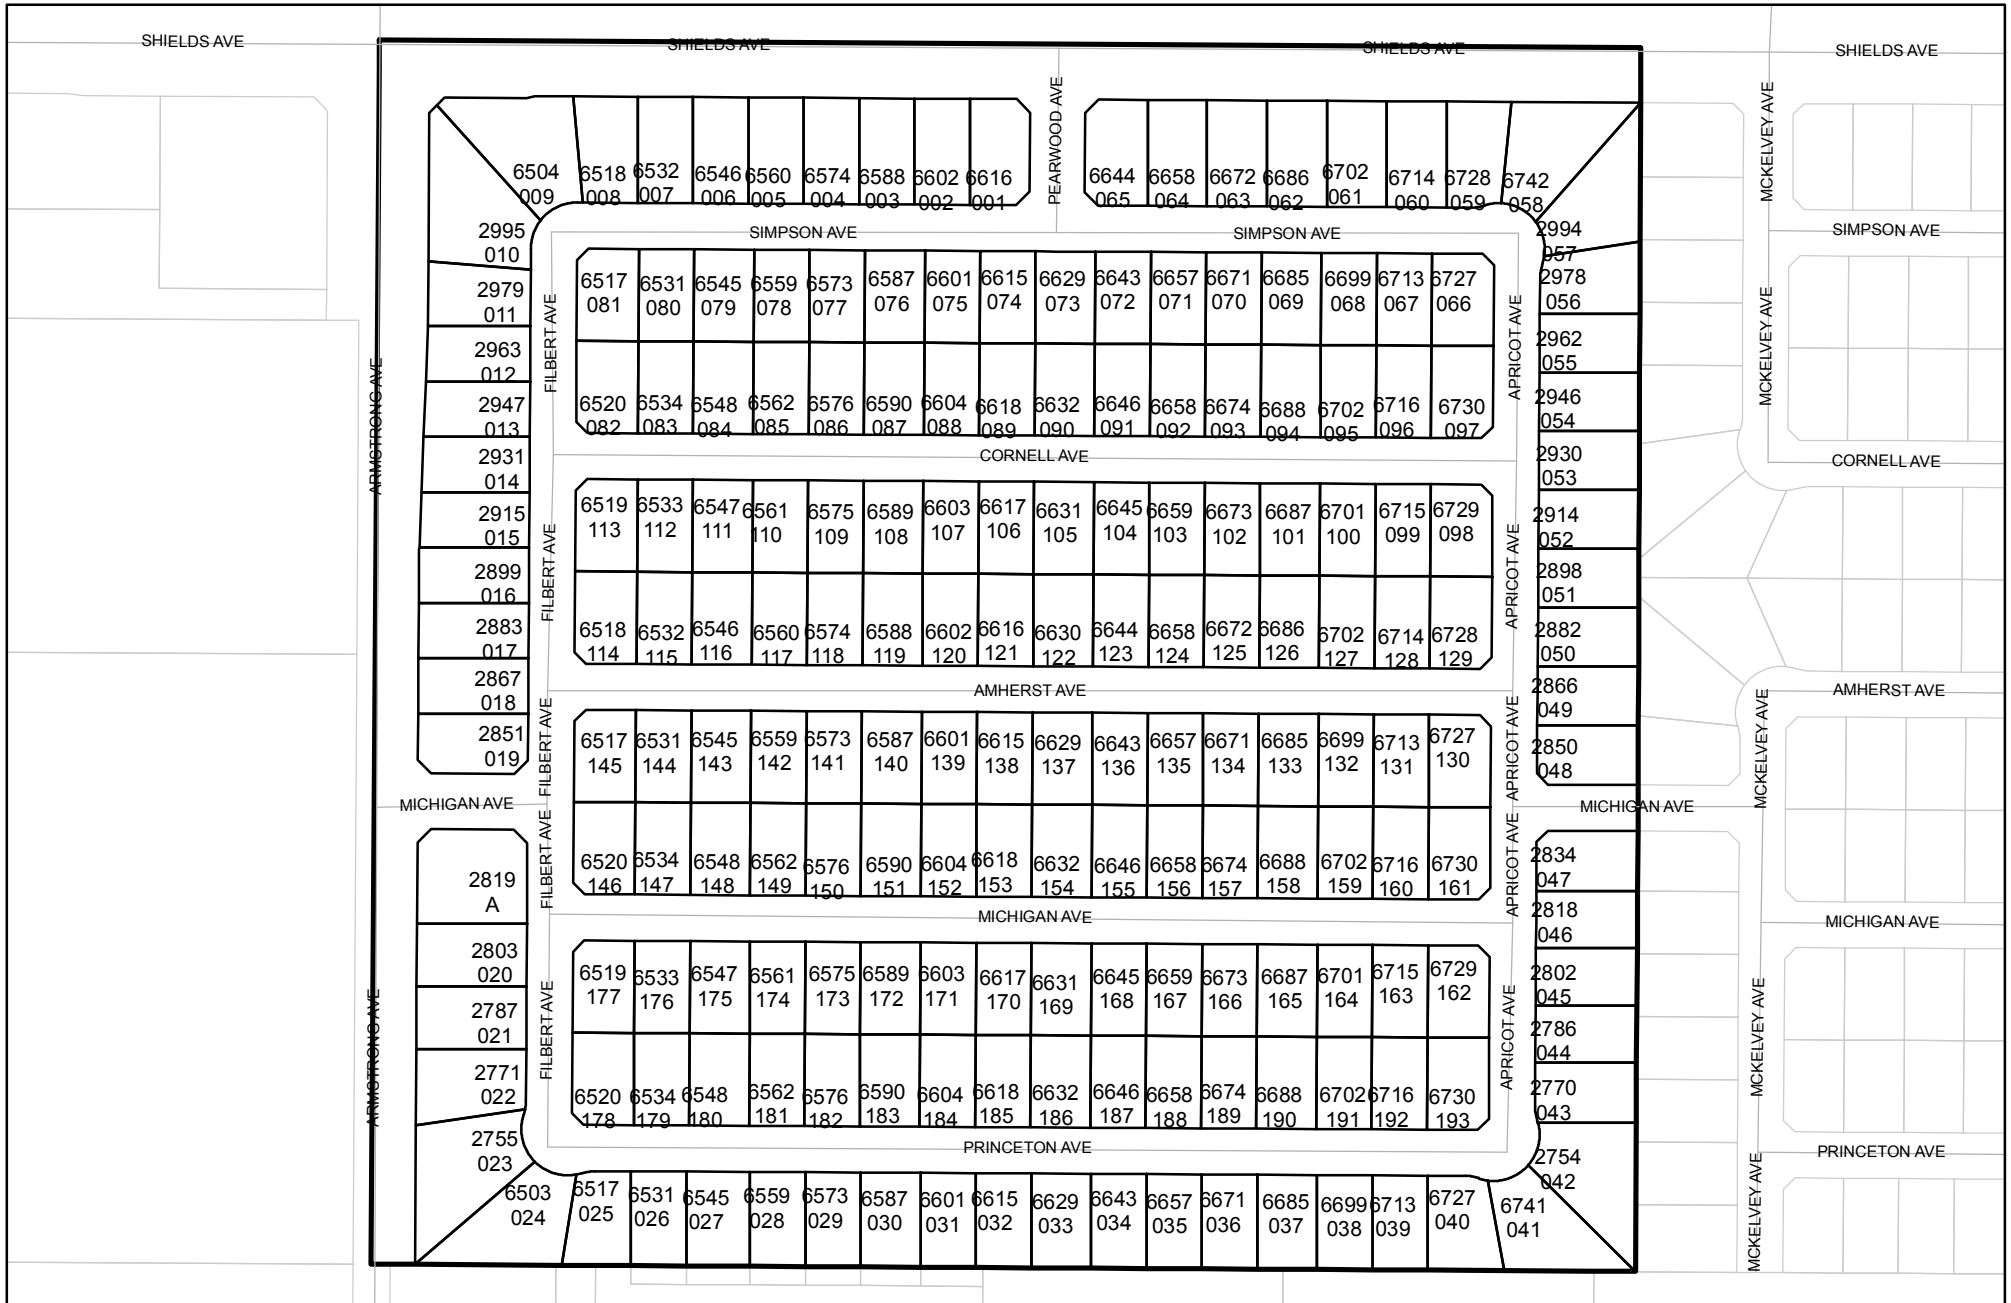 SHIELDS AVE
SHIELDS AVE
SHIELDS AVE
SHIELDS AVE
PEARWOOD AVE
MCKELVEY AVE
6504 6518 6532 6546 6560 6574 6588 6602 6616
009 008 007 006 005 004 003 002 001
6644 6658 6672 6686 6702 6714 6728 6742
065 064 063 062 061 060 059 058
2995
010
2994
057
SIMPSON AVE
SIMPSON AVE
SIMPSON AVE
6517 6531 6545 6559 6573 6587 6601 6615 6629 6643 6657 6671 6685 6699 6713 6727
081 080 079 078 077 076 075 074 073 072 071 070 069 068 067 066
2979
011
2978
056
FILBERT AVE
APRICOT AVE
MCKELVEY AVE
2963
012
2962
055
ARMSTRONG AVE
2947
013
2946
054
6520 6534 6548 6562 6576 6590 6604 6618 6632 6646 6658 6674 6688 6702 6716 6730
082 083 084 085 086 087 088 089 090 091 092 093 094 095 096 097
2931
014
2930
053
CORNELL AVE
CORNELL AVE
6519 6533 6547 6561 6575 6589 6603 6617 6631 6645 6659 6673 6687 6701 6715 6729
113 112 111 110 109 108 107 106 105 104 103 102 101 100 099 098
2915
015
2914
052
FILBERT AVE
APRICOT AVE
2899
016
2898
051
2883
017
2882
050
6518 6532 6546 6560 6574 6588 6602 6616 6630 6644 6658 6672 6686 6702 6714 6728
114 115 116 117 118 119 120 121 122 123 124 125 126 127 128 129
2867
018
2866
049
AMHERST AVE
AMHERST AVE
2851
019
2850
048
FILBERT AVE
APRICOT AVE
MCKELVEY AVE
6517 6531 6545 6559 6573 6587 6601 6615 6629 6643 6657 6671 6685 6699 6713 6727
145 144 143 142 141 140 139 138 137 136 135 134 133 132 131 130
MICHIGAN AVE
MICHIGAN AVE
FILBERT AVE
APRICOT AVE
6520 6534 6548 6562 6576 6590 6604 6618 6632 6646 6658 6674 6688 6702 6716 6730
146 147 148 149 150 151 152 153 154 155 156 157 158 159 160 161
2819
A
2834
047
2818
046
MICHIGAN AVE
MICHIGAN AVE
2803
020
2802
045
6519 6533 6547 6561 6575 6589 6603 6617 6631 6645 6659 6673 6687 6701 6715 6729
177 176 175 174 173 172 171 170 169 168 167 166 165 164 163 162
2787
021
2786
044
ARMSTRONG AVE
FILBERT AVE
APRICOT AVE
MCKELVEY AVE
2771
022
2770
043
6520 6534 6548 6562 6576 6590 6604 6618 6632 6646 6658 6674 6688 6702 6716 6730
178 179 180 181 182 183 184 185 186 187 188 189 190 191 192 193
2755
023
2754
042
PRINCETON AVE
PRINCETON AVE
MCKELVEY AVE
6503 6517 6531 6545 6559 6573 6587 6601 6615 6629 6643 6657 6671 6685 6699 6713 6727 6741
024 025 026 027 028 029 030 031 032 033 034 035 036 037 038 039 040 041